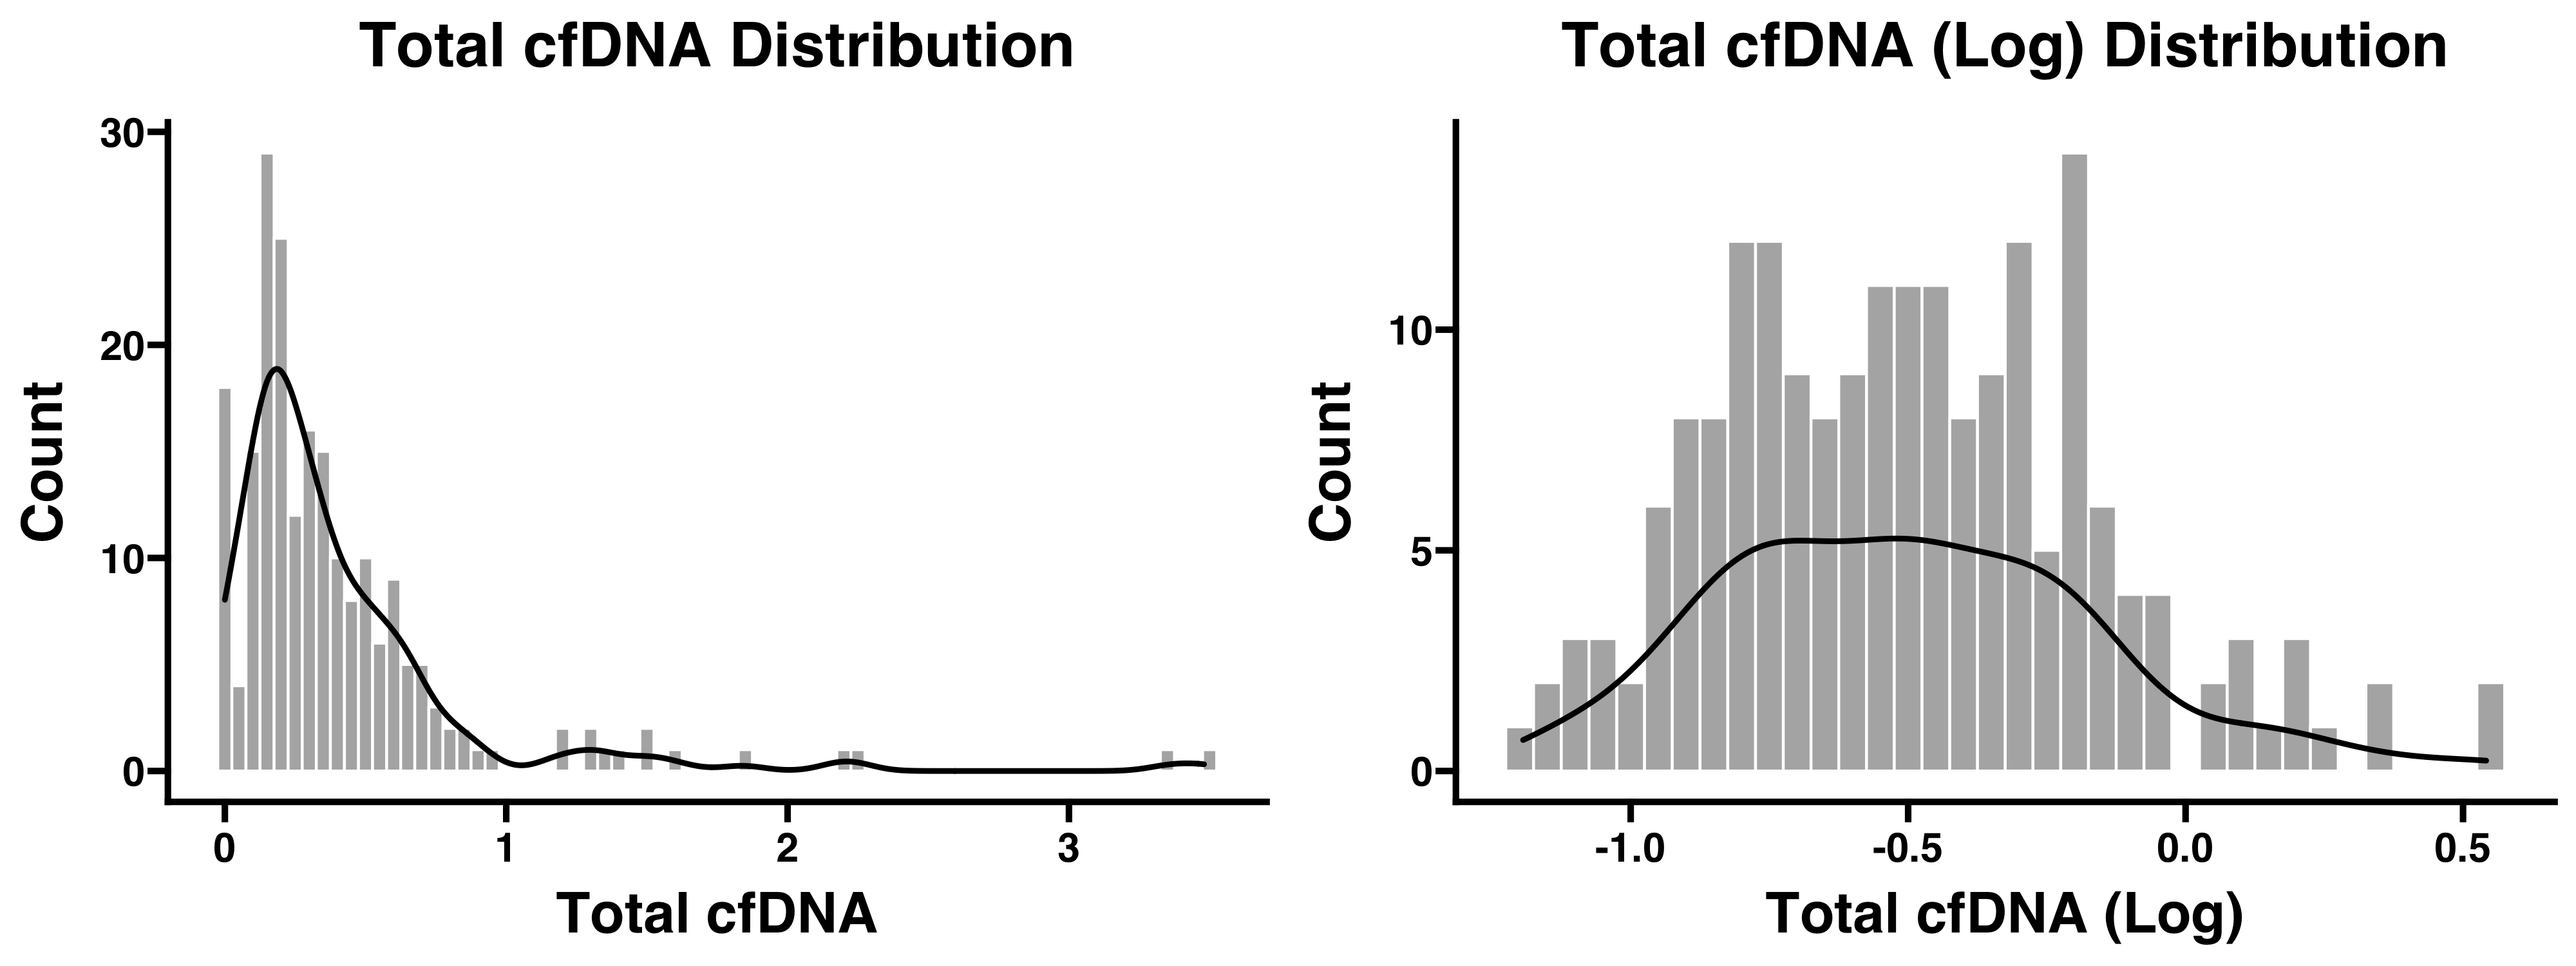 Total cfDNA Distribution
30
20
10
0
Count
0 1 2 3
Total cfDNA
Total cfDNA (Log) Distribution
10
5
0
Count
-1.0 -0.5 0.0 0.5
Total cfDNA (Log)